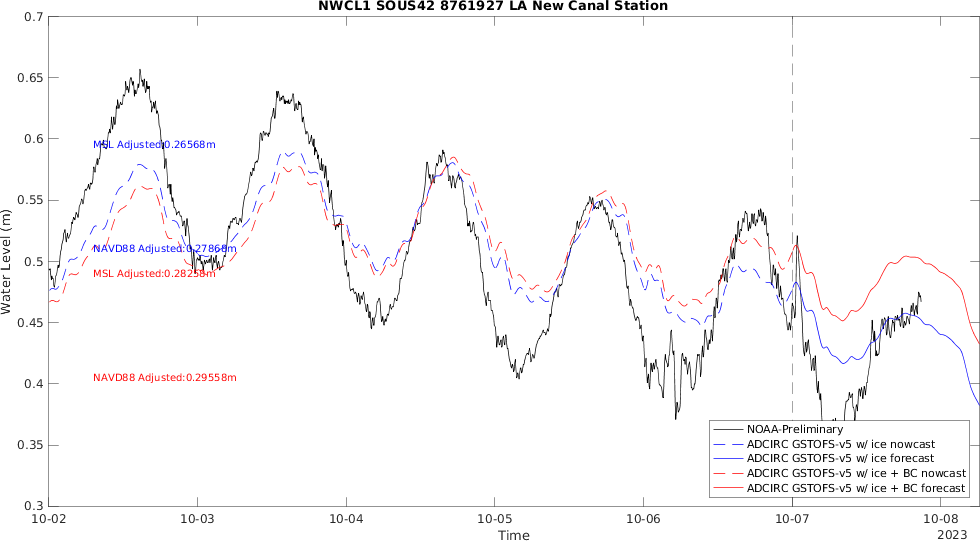 NWCL1 SOUS42 8761927 LA New Canal Station
0.7
0.65
0.6
0.55
0.5
0.45
0.4
0.35
0.3
Water Level (m)
MSL Adjusted:0.26568m
NAVD88 Adjusted:0.27868m
MSL Adjusted:0.28258m
NAVD88 Adjusted:0.29558m
NOAA-Preliminary
ADCIRC GSTOFS-v5 w/ ice nowcast
ADCIRC GSTOFS-v5 w/ ice forecast
ADCIRC GSTOFS-v5 w/ ice + BC nowcast
ADCIRC GSTOFS-v5 w/ ice + BC forecast
10-02 10-03 10-04 10-05 10-06 10-07 10-08
Time
2023